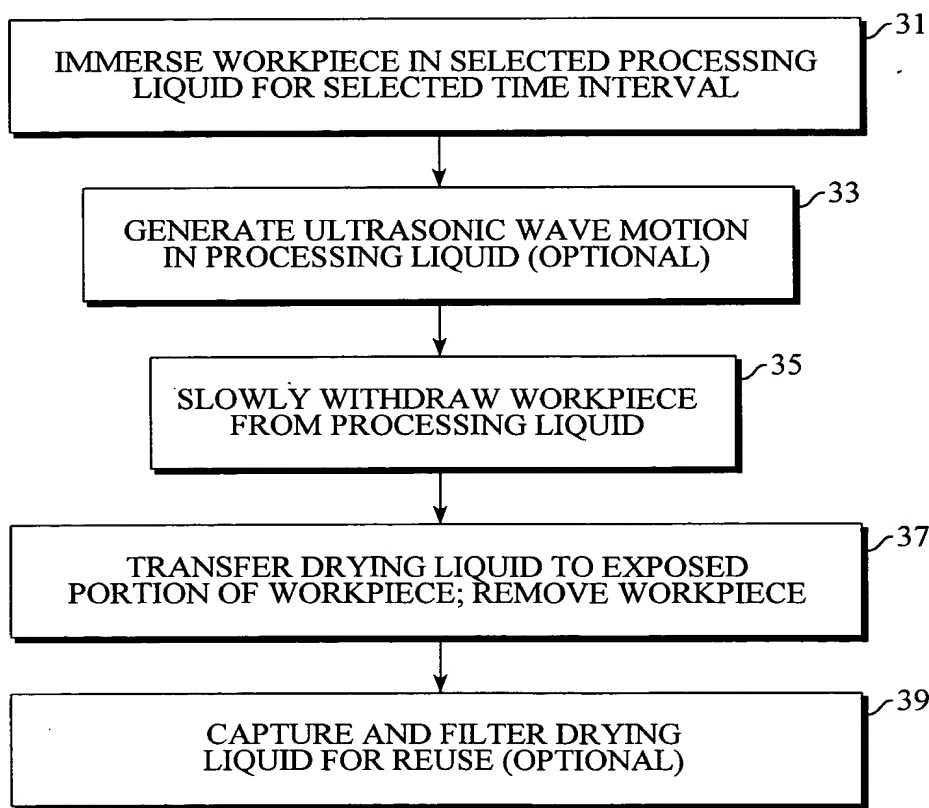 31
IMMERSE WORKPIECE IN SELECTED PROCESSING
LIQUID FOR SELECTED TIME INTERVAL
33
GENERATE ULTRASONIC WAVE MOTION
IN PROCESSING LIQUID (OPTIONAL)
35
SLOWLY WITHDRAW WORKPIECE
FROM PROCESSING LIQUID
37
TRANSFER DRYING LIQUID TO EXPOSED
PORTION OF WORKPIECE; REMOVE WORKPIECE
39
CAPTURE AND FILTER DRYING
LIQUID FOR REUSE (OPTIONAL)